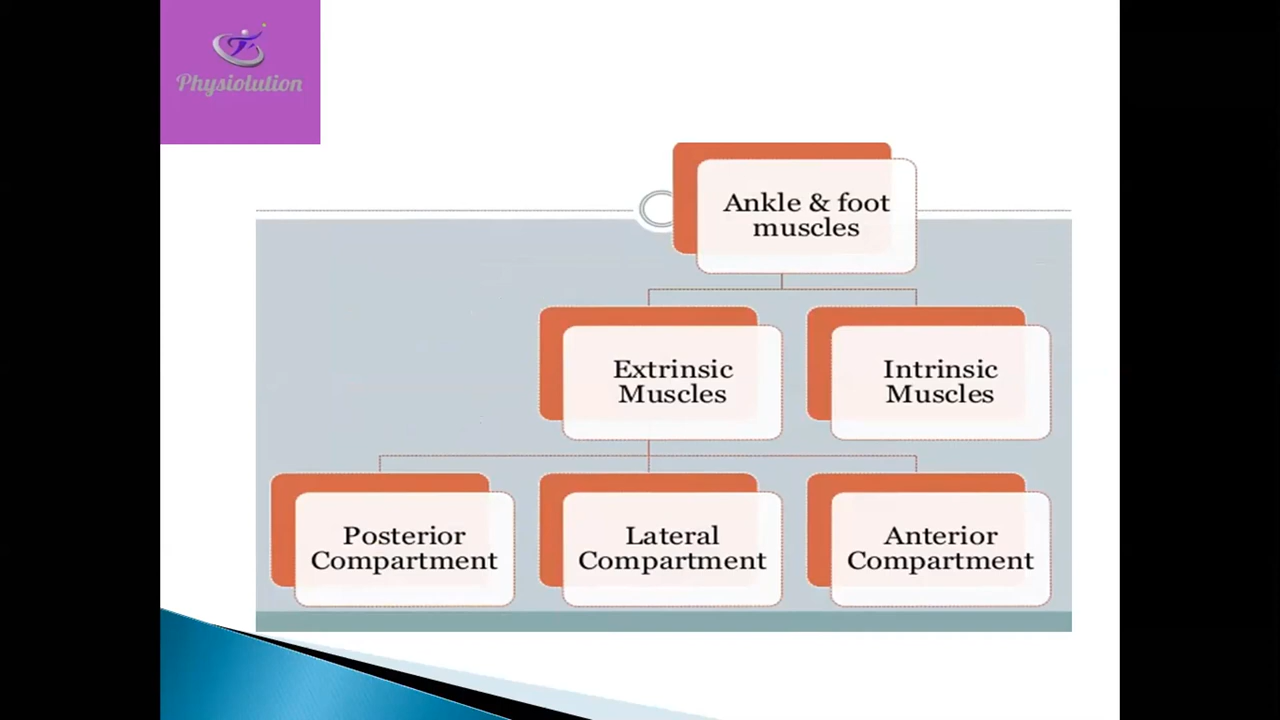 Physiolution
Ankle & foot
muscles
Extrinsic
Muscles
Intrinsic
Muscles
Posterior
Compartment
Lateral
Compartment
Anterior
Compartment